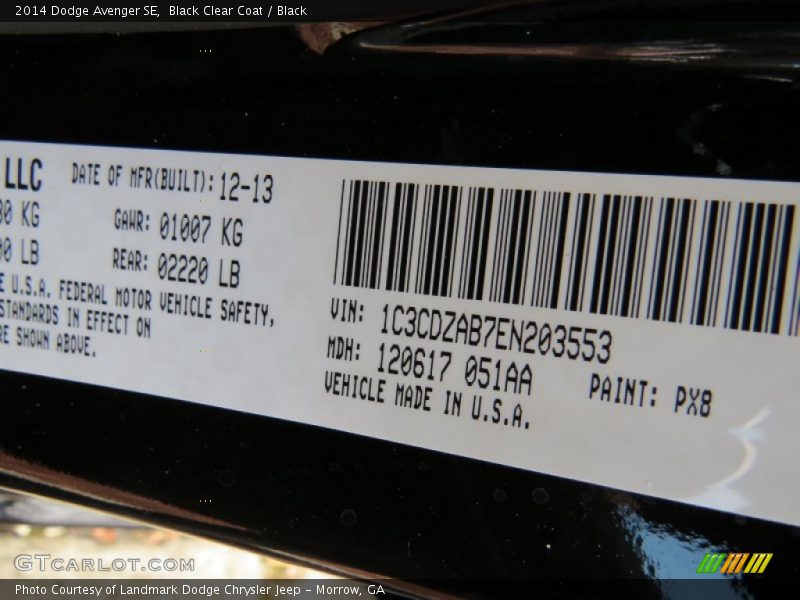 2014 Dodge Avenger SE,  Black Clear Coat / Black
LLC DATE OF MFR(BUILT): 12-13
KG GAWR: 01007 KG
LB REAR: 02220 LB
U.S.A. FEDERAL MOTOR VEHICLE SAFETY,
STANDARDS IN EFFECT ON
SHOWN ABOVE.
VIN: 1C3CDZAB7EN203553
MDH: 120617 051AA PAINT: PX8
VEHICLE MADE IN U.S.A.
GTCARLOT.COM
Photo Courtesy of Landmark Dodge Chrysler Jeep – Morrow, GA